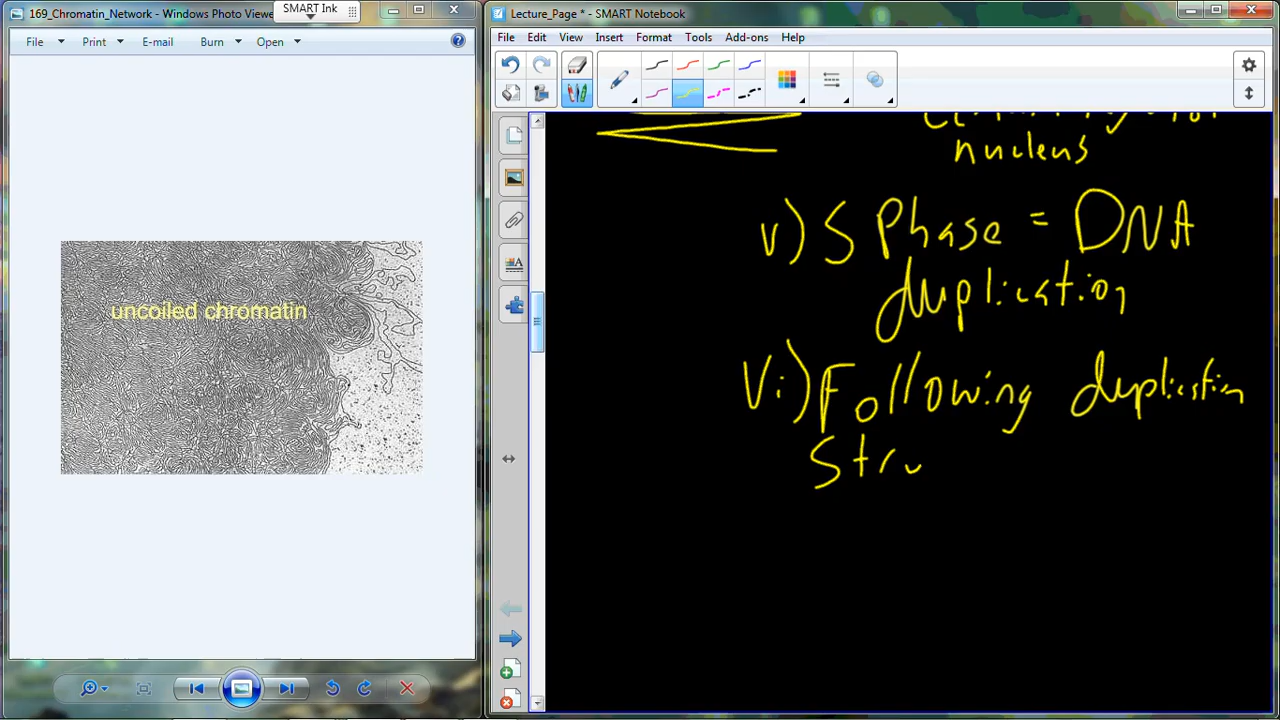 169_Chromatin_Network - Windows Photo Viewer
SMART Ink
File Print E-mail Burn Open
uncoiled chromatin
Lecture_Page * - SMART Notebook
File Edit View Insert Format Tools Add-ons Help
nucleus
v) S Phase = DNA
duplication
Vi) Following duplication
Stru